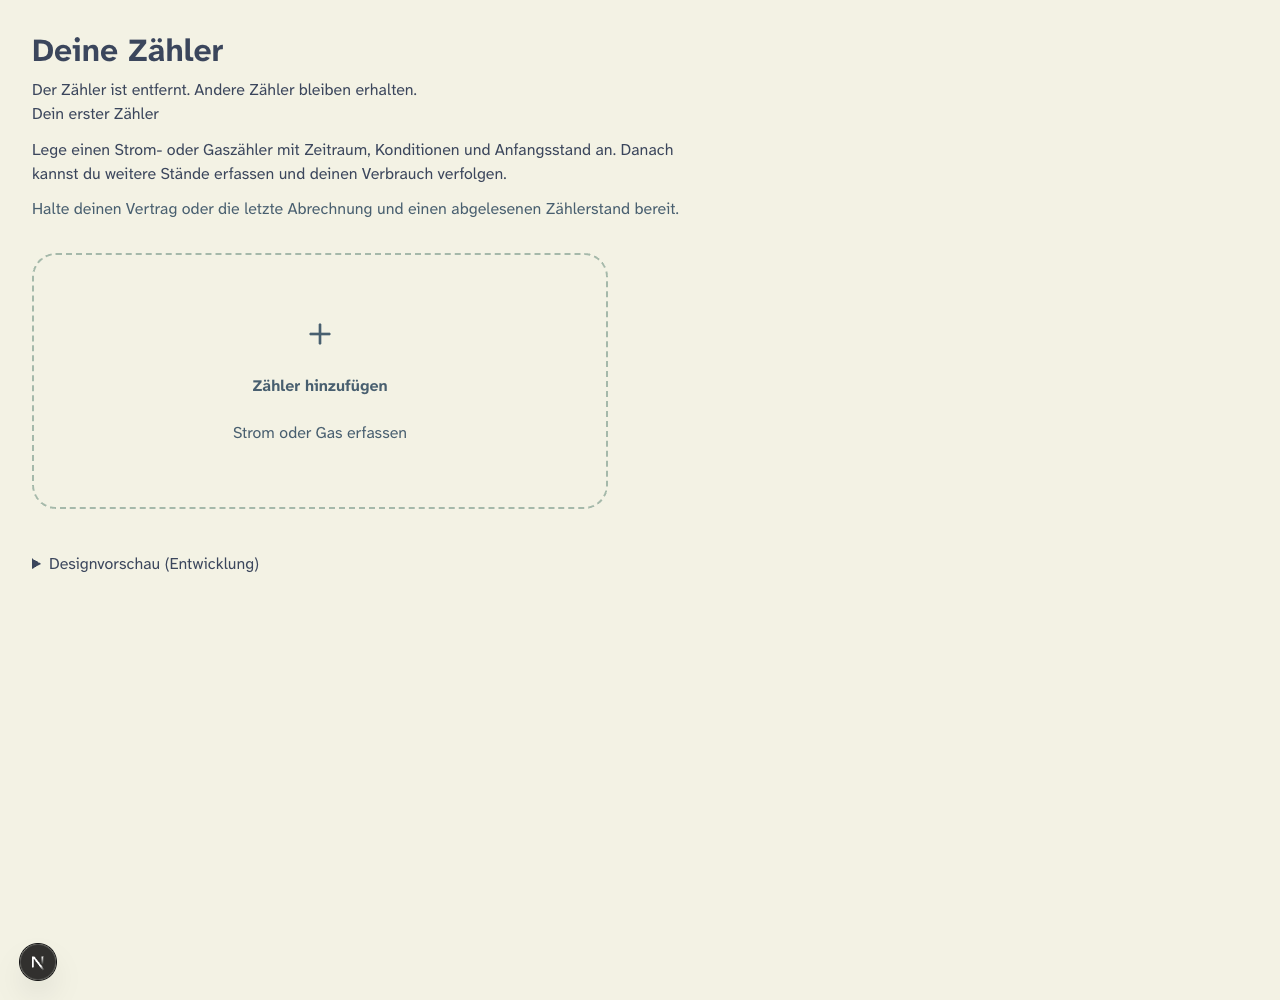 Deine Zähler
Der Zähler ist entfernt. Andere Zähler bleiben erhalten.
Dein erster Zähler
Lege einen Strom- oder Gaszähler mit Zeitraum, Konditionen und Anfangsstand an. Danach
kannst du weitere Stände erfassen und deinen Verbrauch verfolgen.
Halte deinen Vertrag oder die letzte Abrechnung und einen abgelesenen Zählerstand bereit.
Zähler hinzufügen
Strom oder Gas erfassen
Designvorschau (Entwicklung)
N